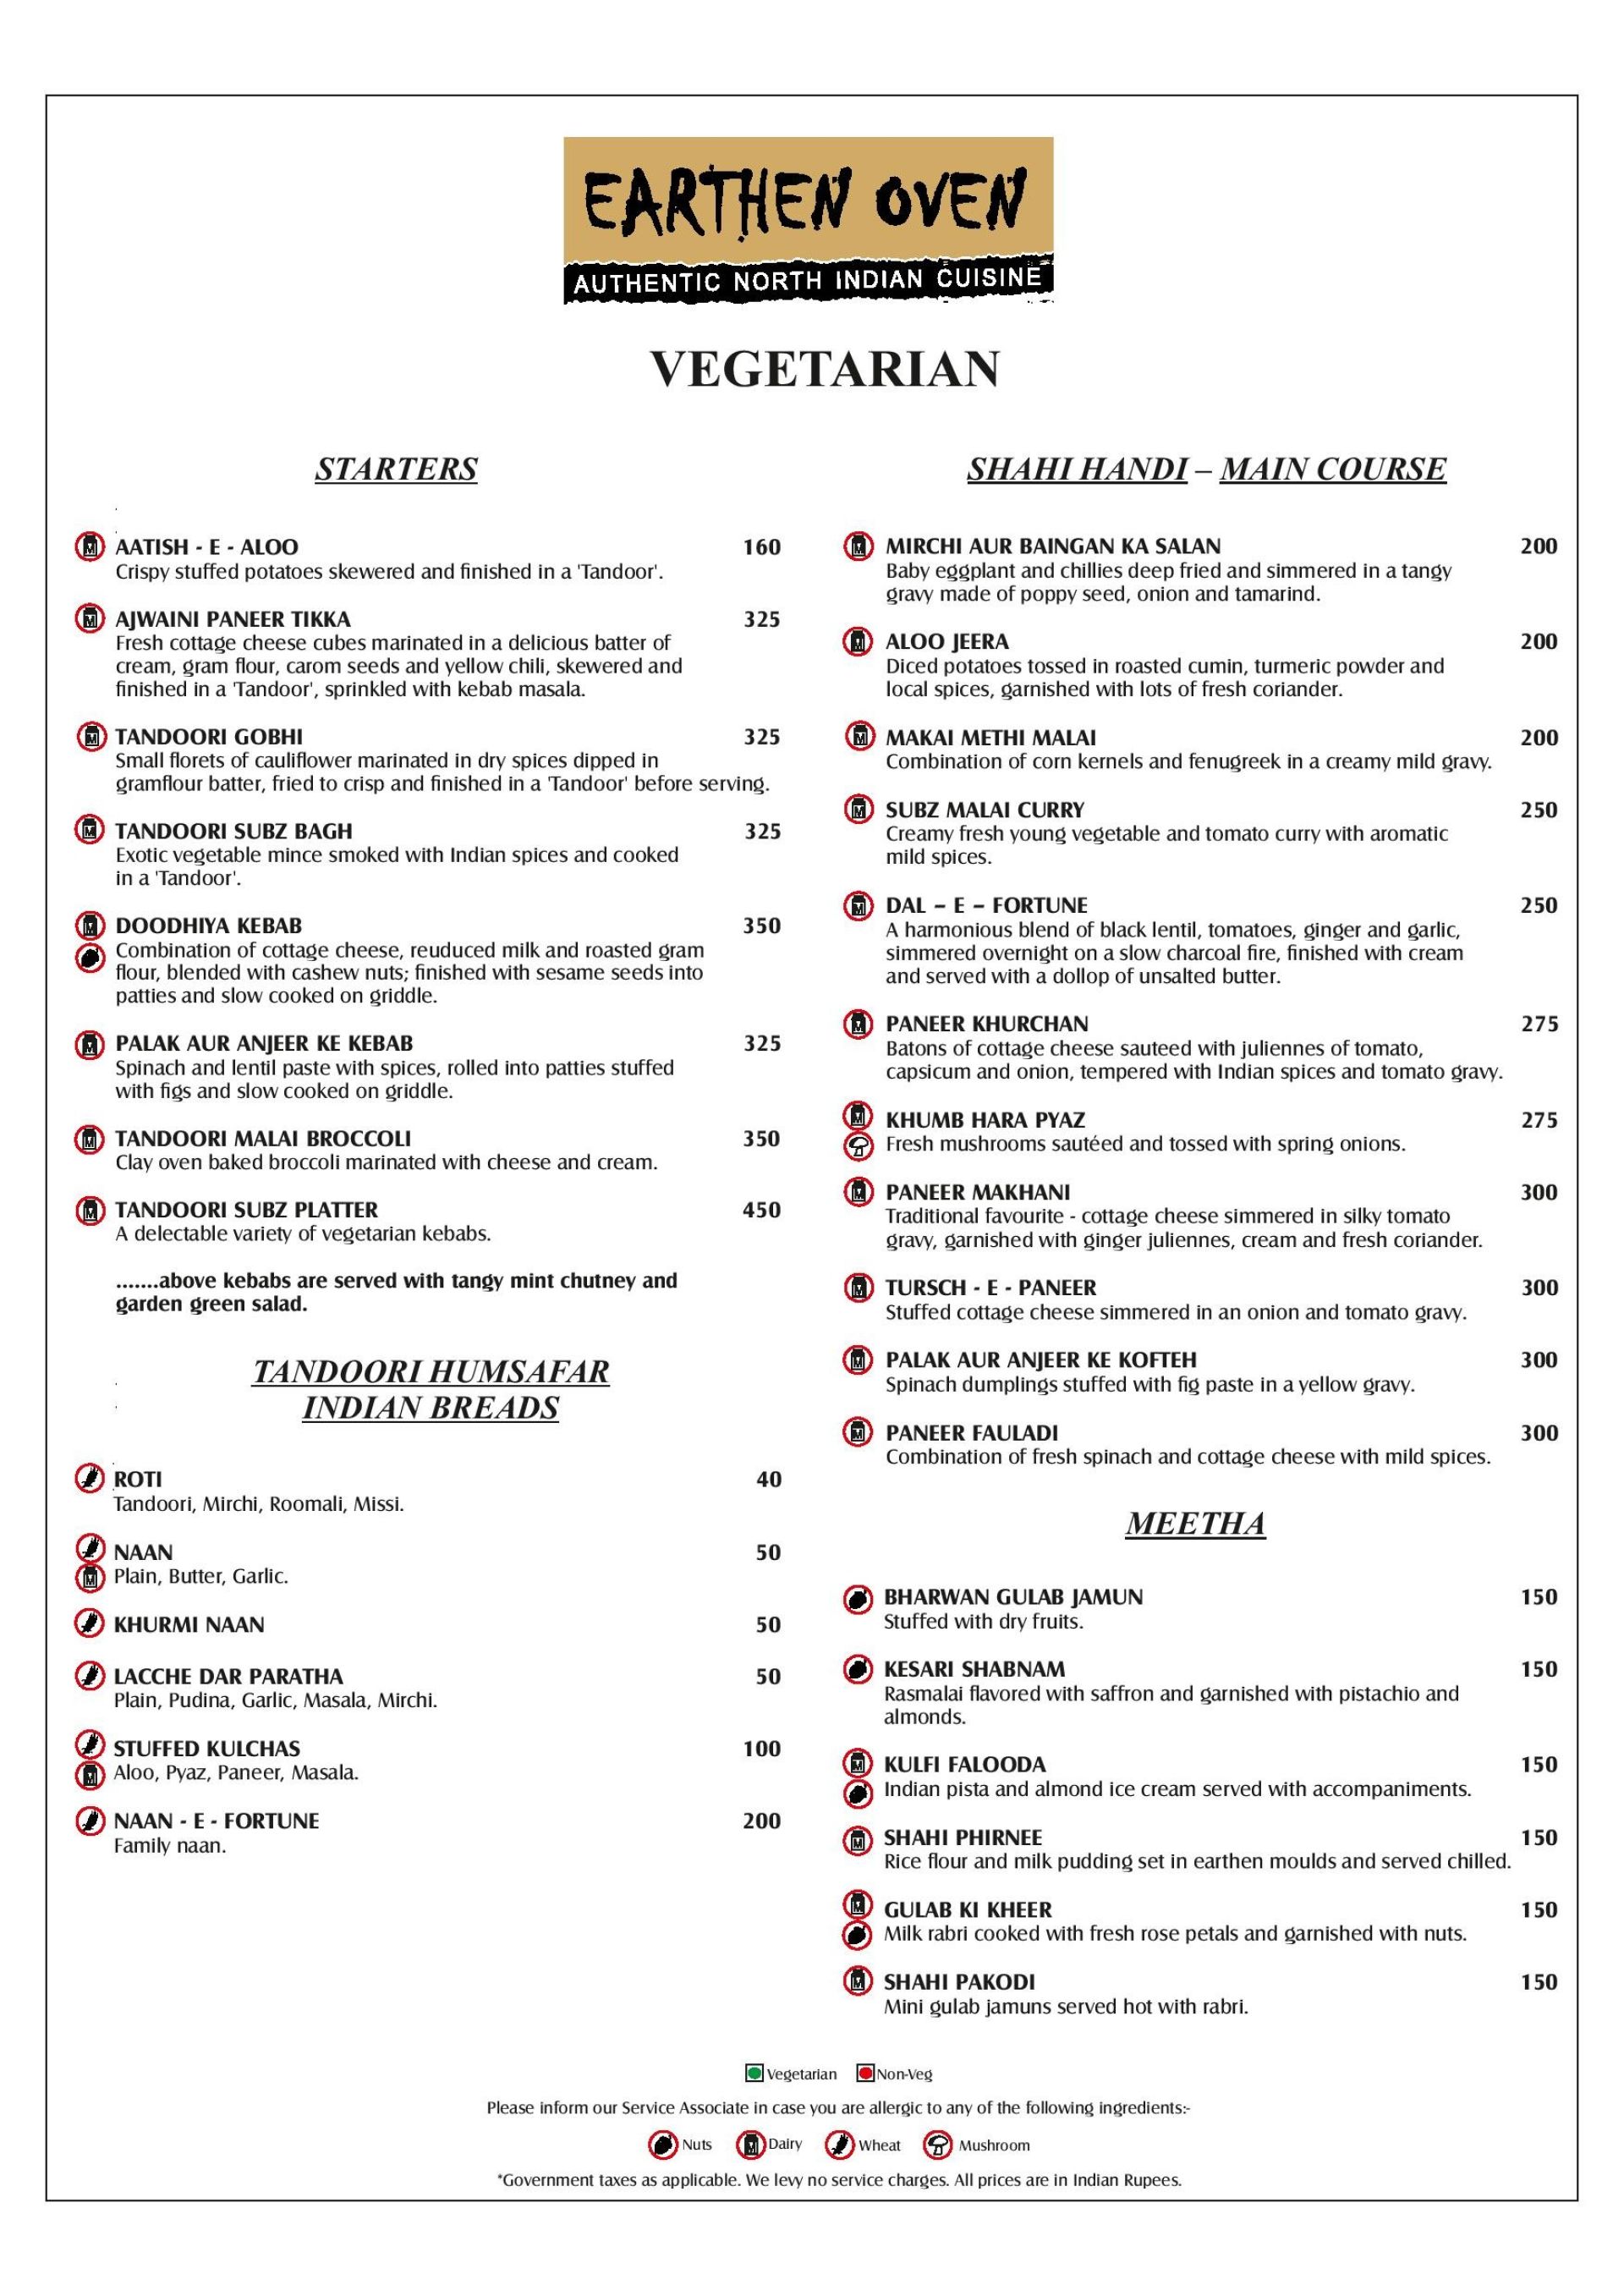 EARTHEN OVEN
AUTHENTIC NORTH INDIAN CUISINE
VEGETARIAN
STARTERS
AATISH - E - ALOO 160
Crispy stuffed potatoes skewered and finished in a 'Tandoor'.
AJWAINI PANEER TIKKA 325
Fresh cottage cheese cubes marinated in a delicious batter of
cream, gram flour, carom seeds and yellow chili, skewered and
finished in a 'Tandoor', sprinkled with kebab masala.
TANDOORI GOBHI 325
Small florets of cauliflower marinated in dry spices dipped in
gramflour batter, fried to crisp and finished in a 'Tandoor' before serving.
TANDOORI SUBZ BAGH 325
Exotic vegetable mince smoked with Indian spices and cooked
in a 'Tandoor'.
DOODHIYA KEBAB 350
Combination of cottage cheese, reuduced milk and roasted gram
flour, blended with cashew nuts; finished with sesame seeds into
patties and slow cooked on griddle.
PALAK AUR ANJEER KE KEBAB 325
Spinach and lentil paste with spices, rolled into patties stuffed
with figs and slow cooked on griddle.
TANDOORI MALAI BROCCOLI 350
Clay oven baked broccoli marinated with cheese and cream.
TANDOORI SUBZ PLATTER 450
A delectable variety of vegetarian kebabs.
.......above kebabs are served with tangy mint chutney and
garden green salad.
TANDOORI HUMSAFAR
INDIAN BREADS
ROTI 40
Tandoori, Mirchi, Roomali, Missi.
NAAN 50
Plain, Butter, Garlic.
KHURMI NAAN 50
LACCHE DAR PARATHA 50
Plain, Pudina, Garlic, Masala, Mirchi.
STUFFED KULCHAS 100
Aloo, Pyaz, Paneer, Masala.
NAAN - E - FORTUNE 200
Family naan.
SHAHI HANDI – MAIN COURSE
MIRCHI AUR BAINGAN KA SALAN 200
Baby eggplant and chillies deep fried and simmered in a tangy
gravy made of poppy seed, onion and tamarind.
ALOO JEERA 200
Diced potatoes tossed in roasted cumin, turmeric powder and
local spices, garnished with lots of fresh coriander.
MAKAI METHI MALAI 200
Combination of corn kernels and fenugreek in a creamy mild gravy.
SUBZ MALAI CURRY 250
Creamy fresh young vegetable and tomato curry with aromatic
mild spices.
DAL – E – FORTUNE 250
A harmonious blend of black lentil, tomatoes, ginger and garlic,
simmered overnight on a slow charcoal fire, finished with cream
and served with a dollop of unsalted butter.
PANEER KHURCHAN 275
Batons of cottage cheese sauteed with juliennes of tomato,
capsicum and onion, tempered with Indian spices and tomato gravy.
KHUMB HARA PYAZ 275
Fresh mushrooms sautéed and tossed with spring onions.
PANEER MAKHANI 300
Traditional favourite - cottage cheese simmered in silky tomato
gravy, garnished with ginger juliennes, cream and fresh coriander.
TURSCH - E - PANEER 300
Stuffed cottage cheese simmered in an onion and tomato gravy.
PALAK AUR ANJEER KE KOFTEH 300
Spinach dumplings stuffed with fig paste in a yellow gravy.
PANEER FAULADI 300
Combination of fresh spinach and cottage cheese with mild spices.
MEETHA
BHARWAN GULAB JAMUN 150
Stuffed with dry fruits.
KESARI SHABNAM 150
Rasmalai flavored with saffron and garnished with pistachio and
almonds.
KULFI FALOODA 150
Indian pista and almond ice cream served with accompaniments.
SHAHI PHIRNEE 150
Rice flour and milk pudding set in earthen moulds and served chilled.
GULAB KI KHEER 150
Milk rabri cooked with fresh rose petals and garnished with nuts.
SHAHI PAKODI 150
Mini gulab jamuns served hot with rabri.
Vegetarian Non-Veg
Please inform our Service Associate in case you are allergic to any of the following ingredients:-
Nuts Dairy Wheat Mushroom
*Government taxes as applicable. We levy no service charges. All prices are in Indian Rupees.